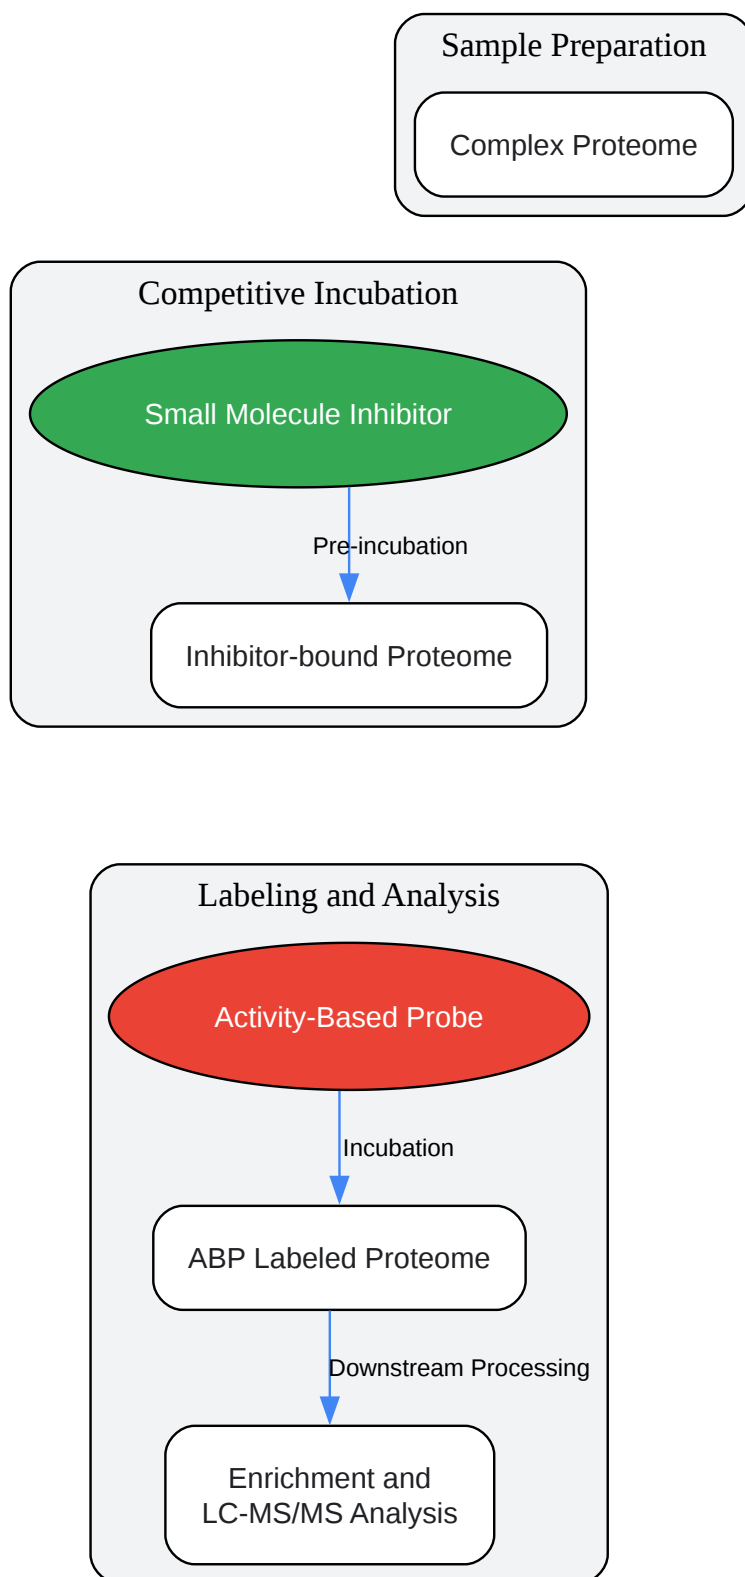 Sample Preparation
Complex Proteome
Competitive Incubation
Small Molecule Inhibitor
Pre-incubation
Inhibitor-bound Proteome
Labeling and Analysis
Activity-Based Probe
Incubation
ABP Labeled Proteome
Downstream Processing
Enrichment and
LC-MS/MS Analysis